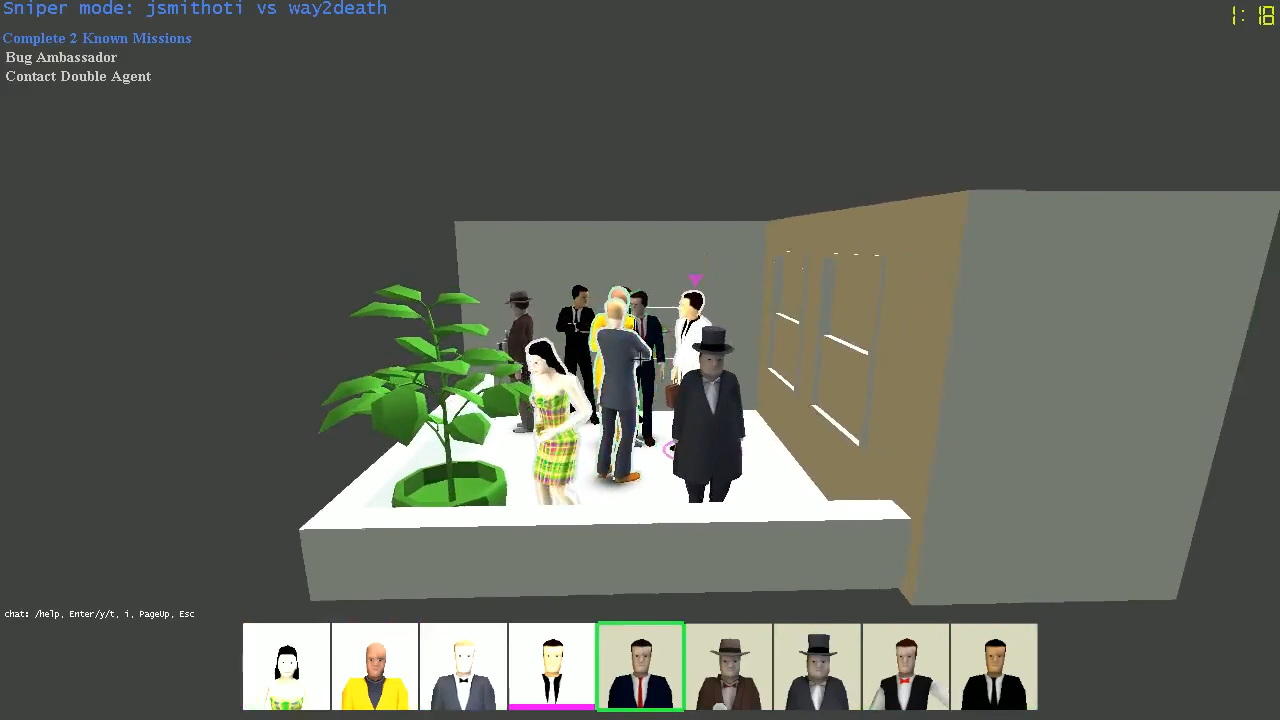 Sniper mode: jsmithoti vs way2death
1:18
Complete 2 Known Missions
Bug Ambassador
Contact Double Agent
chat: /help, Enter/y/t, i, PageUp, Esc